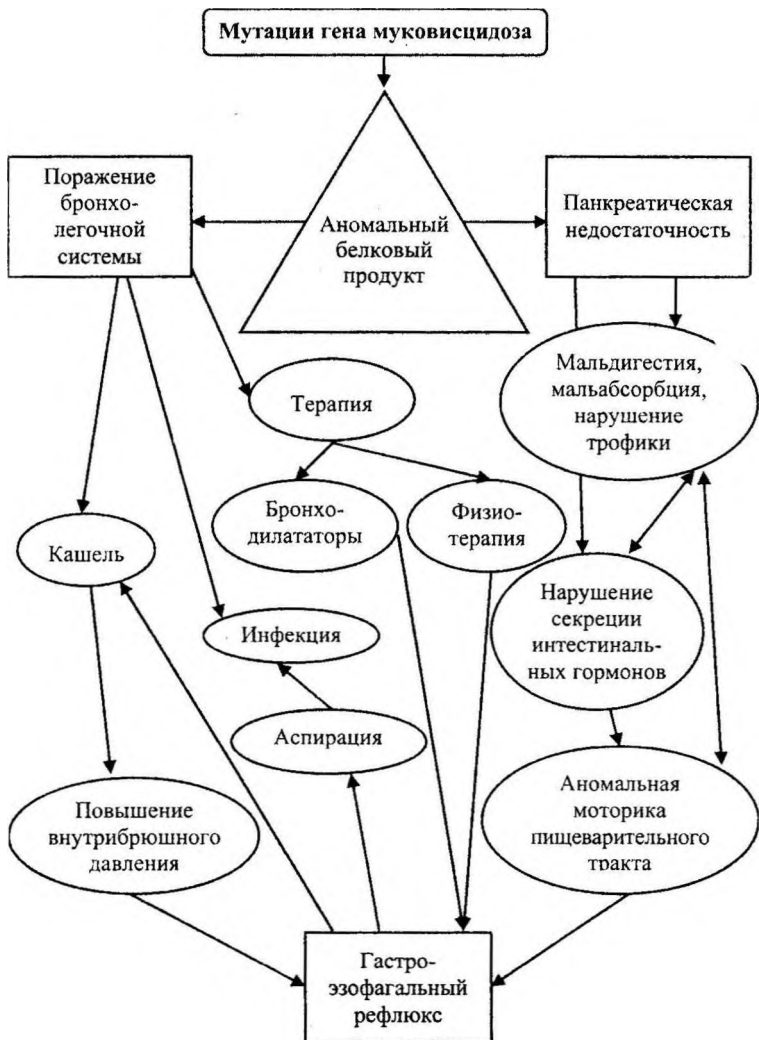 Мутации гена муковисцидоза
Поражение
бронхо-
легочной
системы
Аномальный
белковый
продукт
Панкреатическая
недостаточность
Терапия
Мальдигестия,
мальабсорбция,
нарушение
трофики
Бронхо-
дилататоры
Физио-
терапия
Кашель
Инфекция
Нарушение
секреции
интестиналь-
ных гормонов
Аспирация
Повышение
внутрибрюшного
давления
Аномальная
моторика
пищеварительного
тракта
Гастро-
эзофагальный
рефлюкс